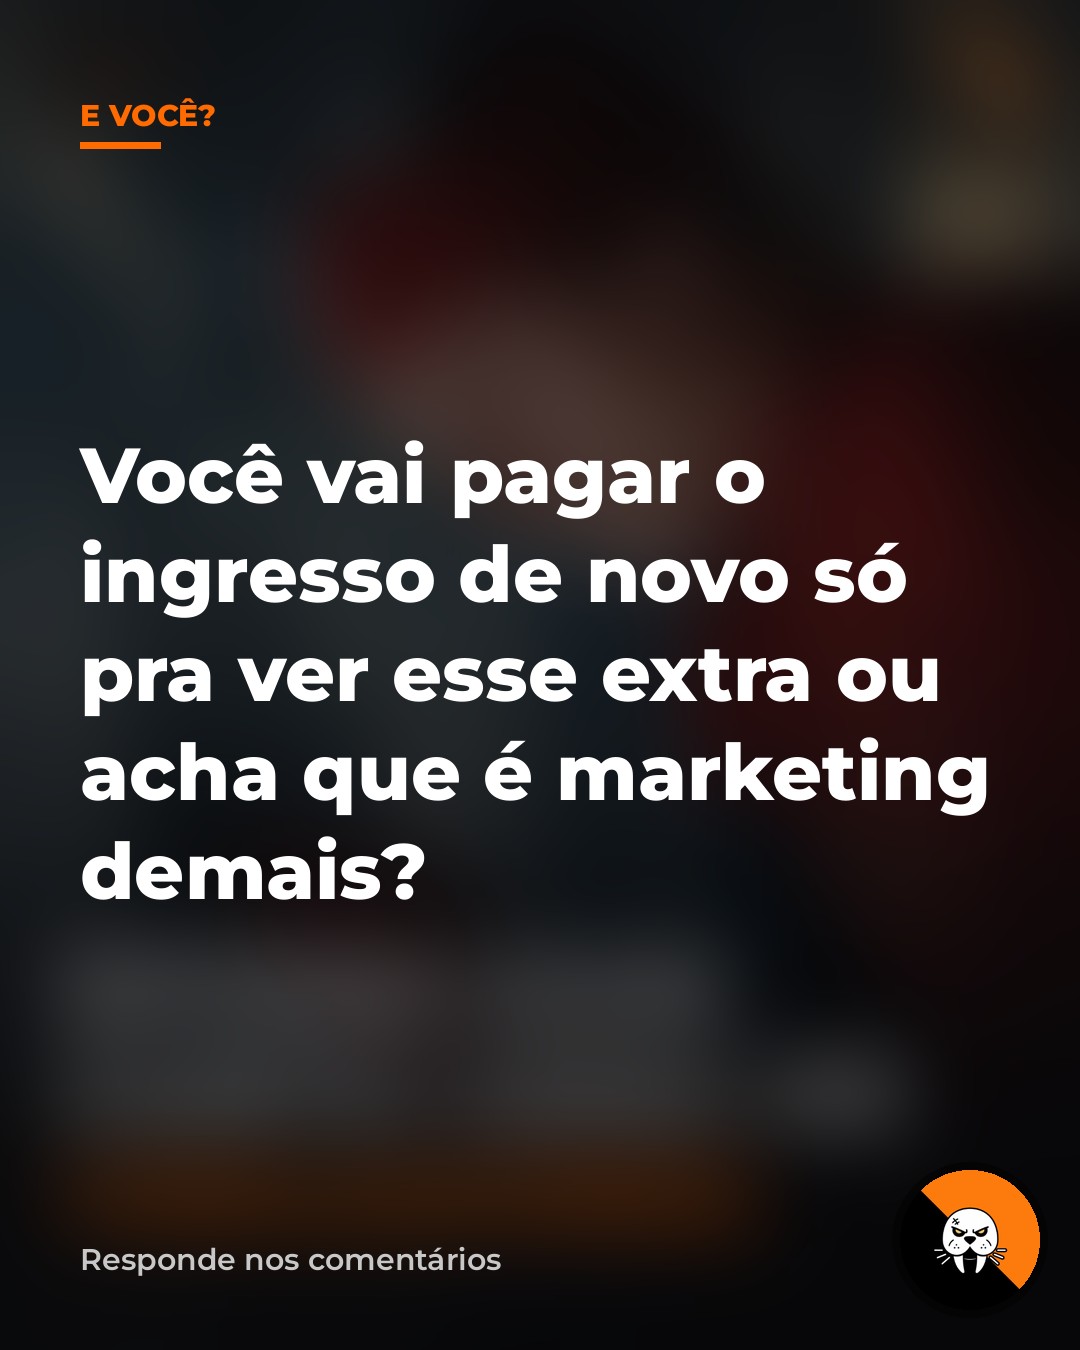 E VOCÊ?
Você vai pagar o
ingresso de novo só
pra ver esse extra ou
acha que é marketing
demais?
Responde nos comentários